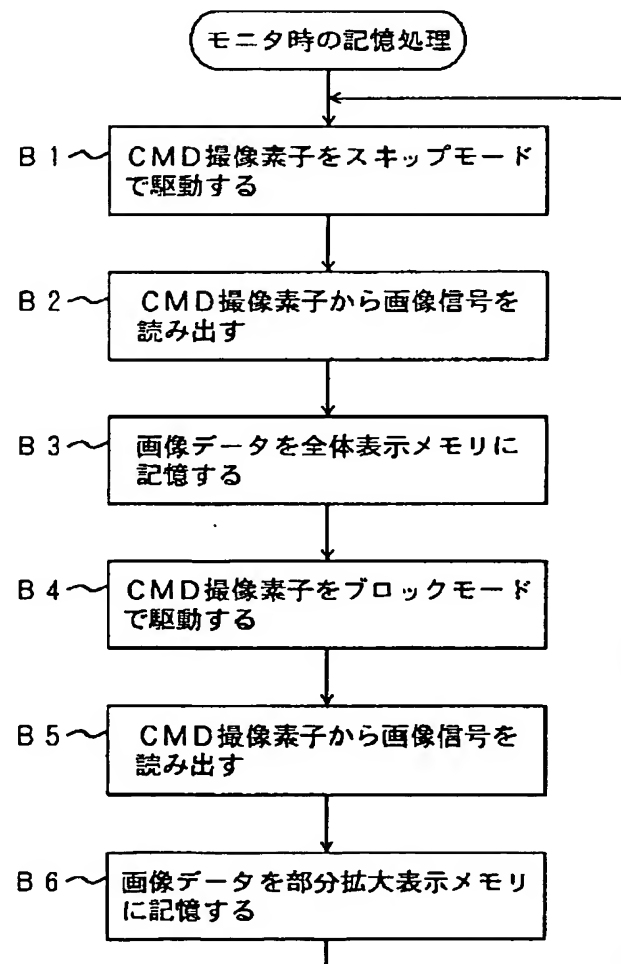 モニタ時の記憶処理
B1 CMD撮像素子をスキップモード
で駆動する
B2 CMD撮像素子から画像信号を
読み出す
B3 画像データを全体表示メモリに
記憶する
B4 CMD撮像素子をブロックモード
で駆動する
B5 CMD撮像素子から画像信号を
読み出す
B6 画像データを部分拡大表示メモリ
に記憶する